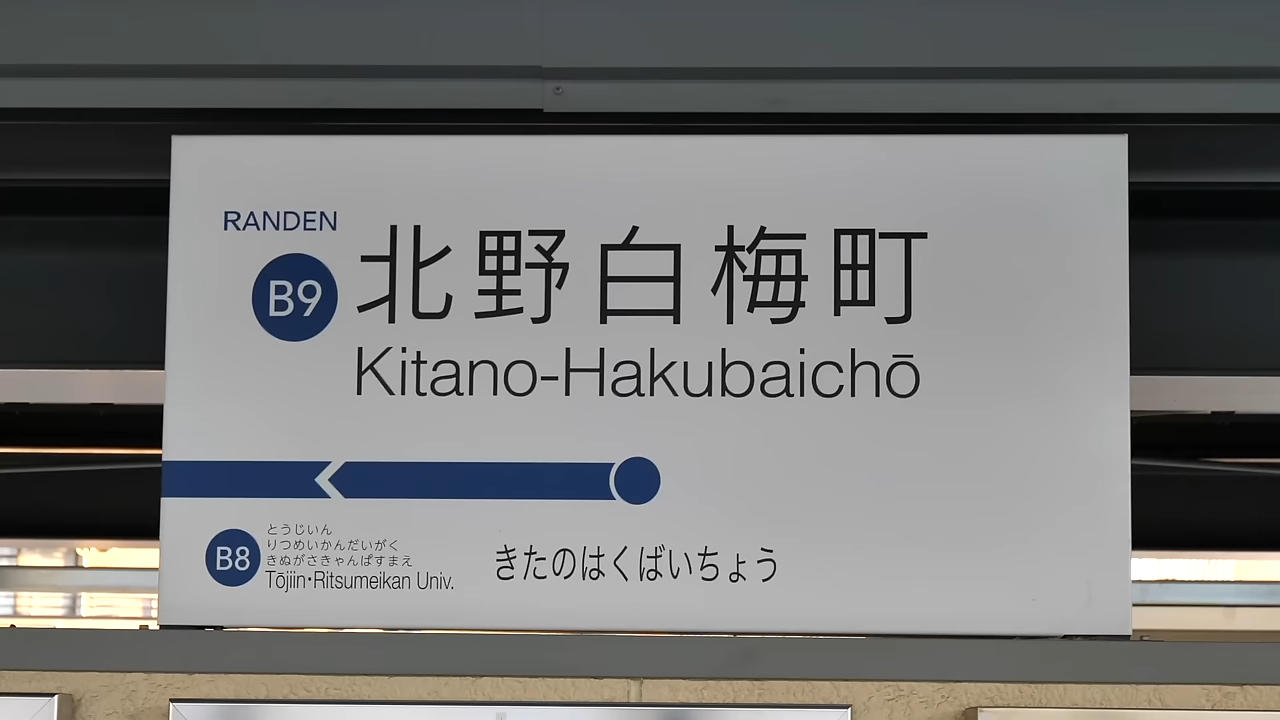 RANDEN
B9
北野白梅町
Kitano-Hakubaichō
B8
とうじいん
りつめいかんだいがく
きぬがさきゃんぱすまえ
Tōjiin・Ritsumeikan Univ.
きたのはくばいちょう